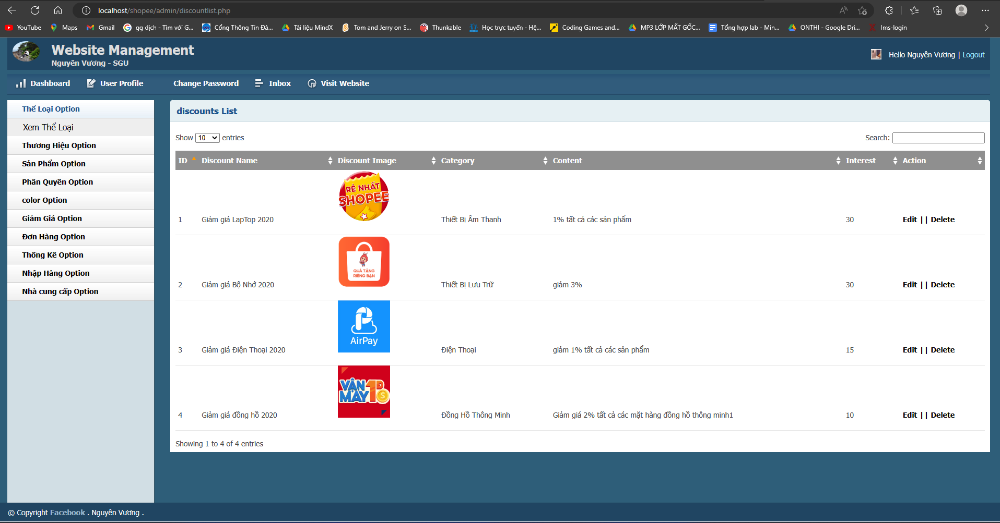 localhost/shopee/admin/discountlist.php
YouTube Maps Gmail gg dịch - Tìm với G... Cổng Thông Tin Đà... Tài liệu MindX Tom and Jerry on S... Thunkable Học trực tuyến - Hệ... Coding Games and... MP3 LỚP MẤT GỐC... Tổng hợp lab - Min... ONTHI - Google Dri... lms-login
Website Management
Nguyên Vương - SGU
Hello Nguyên Vương | Logout
Dashboard User Profile Change Password Inbox Visit Website
Thể Loại Option
Xem Thể Loại
Thương Hiệu Option
Sản Phẩm Option
Phân Quyền Option
color Option
Giảm Giá Option
Đơn Hàng Option
Thống Kê Option
Nhập Hàng Option
Nhà cung cấp Option
discounts List
Show 10 entries Search:
ID Discount Name Discount Image Category Content Interest Action
RẺ NHẤT
SHOPEE
1 Giảm giá LapTop 2020 Thiết Bị Âm Thanh 1% tất cả các sản phẩm 30 Edit || Delete
QUÀ TẶNG
RIÊNG BẠN
2 Giảm giá Bộ Nhớ 2020 Thiết Bị Lưu Trữ giảm 3% 30 Edit || Delete
AirPay
3 Giảm giá Điện Thoại 2020 Điện Thoại giảm 1% tất cả các sản phẩm 15 Edit || Delete
VẬN
MAY 1Đ
S
4 Giảm giá đồng hồ 2020 Đồng Hồ Thông Minh Giảm giá 2% tất cả các mặt hàng đồng hồ thông minh1 10 Edit || Delete
Showing 1 to 4 of 4 entries
© Copyright Facebook . Nguyên Vương .